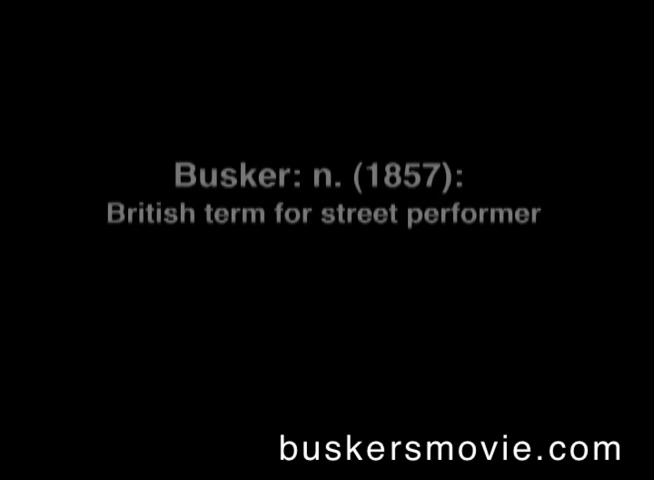 Busker: n. (1857):
British term for street performer
buskersmovie.com